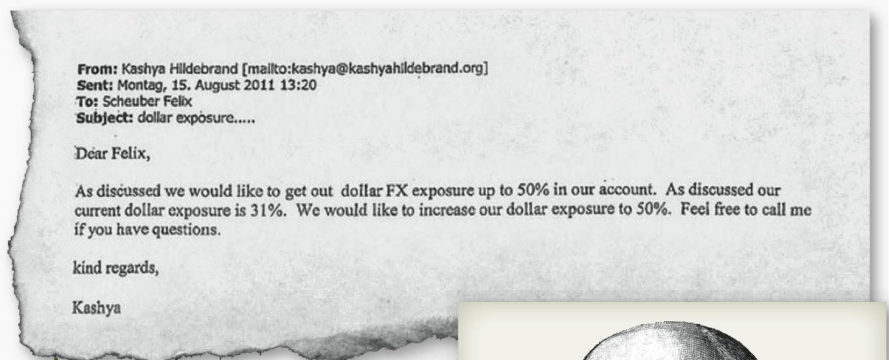 From: Kashya Hildebrand [mailto:kashya@kashyahildebrand.org]
Sent: Montag, 15. August 2011 13:20
To: Scheuber Felix
Subject: dollar exposure.....
Dear Felix,
As discussed we would like to get out dollar FX exposure up to 50% in our account. As discussed our
current dollar exposure is 31%. We would like to increase our dollar exposure to 50%. Feel free to call me
if you have questions.
kind regards,
Kashya